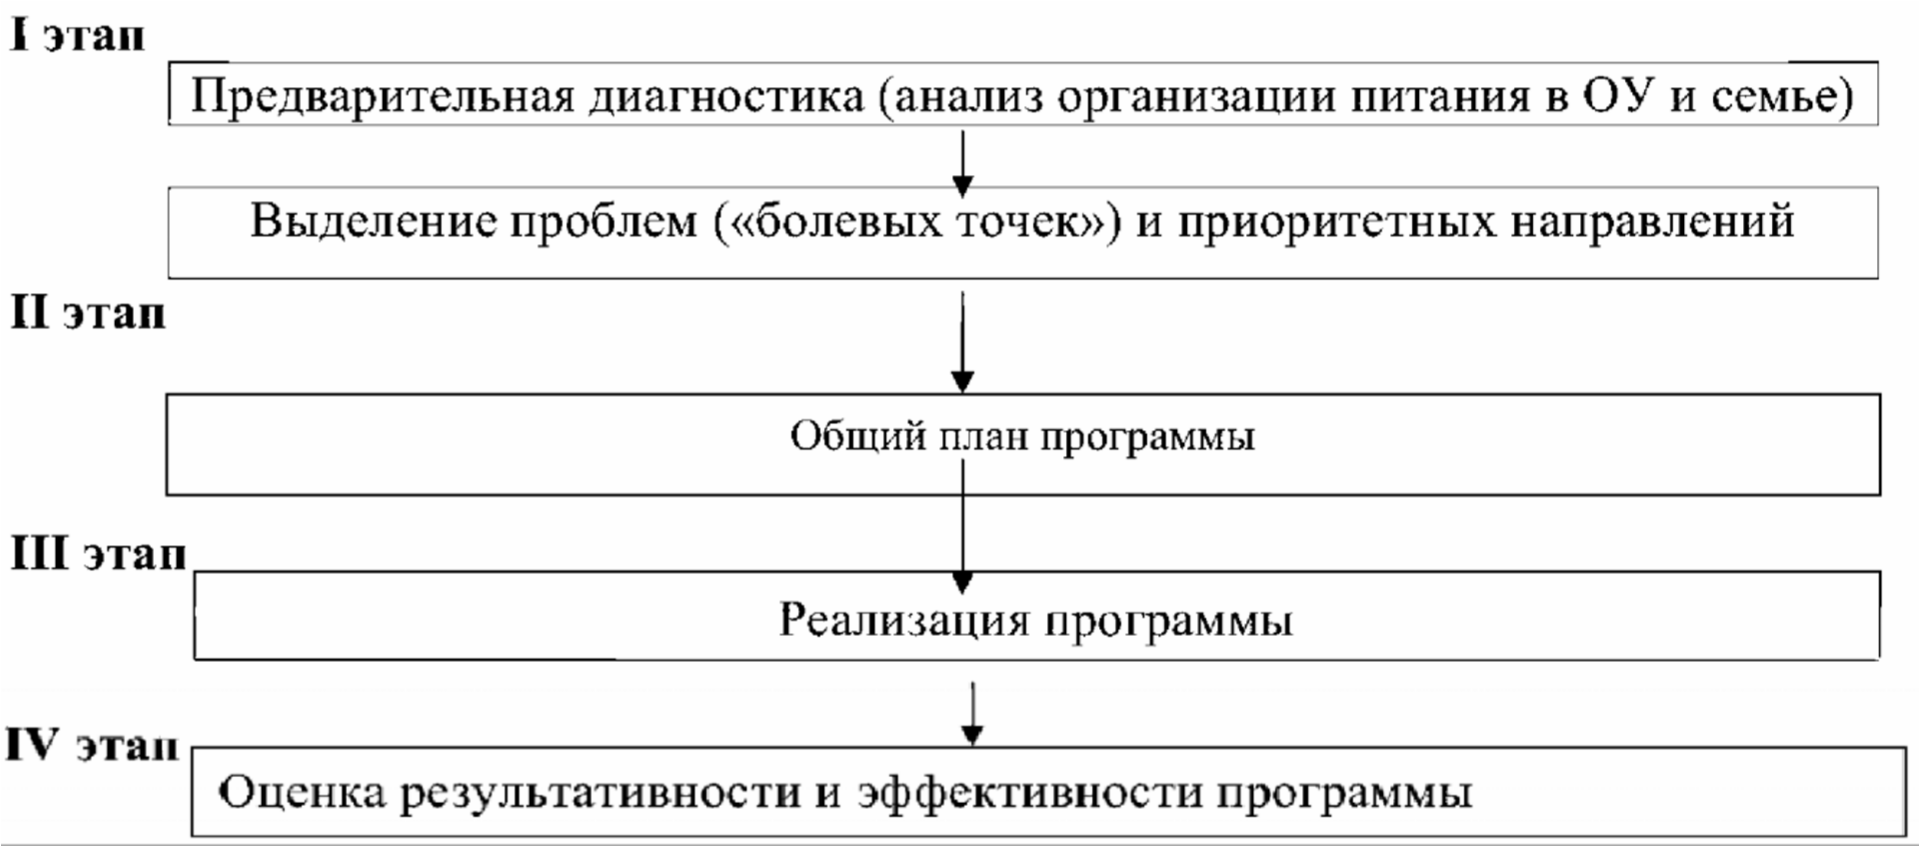 I этап
Предварительная диагностика (анализ организации питания в ОУ и семье)
Выделение проблем («болевых точек») и приоритетных направлений
II этап
Общий план программы
III этап
Реализация программы
IV этап
Оценка результативности и эффективности программы